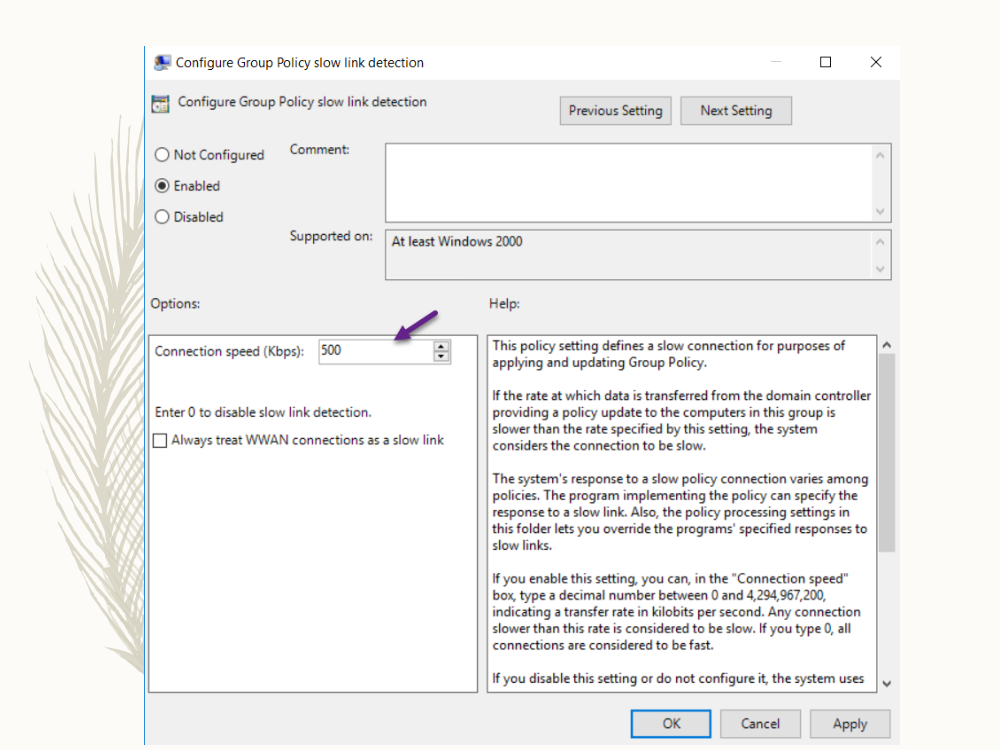 Configure Group Policy slow link detection
Configure Group Policy slow link detection
Previous Setting
Next Setting
Not Configured
Enabled
Disabled
Comment:
Supported on:
At least Windows 2000
Options:
Help:
Connection speed (Kbps):
500
Enter 0 to disable slow link detection.
Always treat WWAN connections as a slow link
This policy setting defines a slow connection for purposes of
applying and updating Group Policy.
If the rate at which data is transferred from the domain controller
providing a policy update to the computers in this group is
slower than the rate specified by this setting, the system
considers the connection to be slow.
The system's response to a slow policy connection varies among
policies. The program implementing the policy can specify the
response to a slow link. Also, the policy processing settings in
this folder lets you override the programs' specified responses to
slow links.
If you enable this setting, you can, in the "Connection speed"
box, type a decimal number between 0 and 4,294,967,200,
indicating a transfer rate in kilobits per second. Any connection
slower than this rate is considered to be slow. If you type 0, all
connections are considered to be fast.
If you disable this setting or do not configure it, the system uses
OK
Cancel
Apply